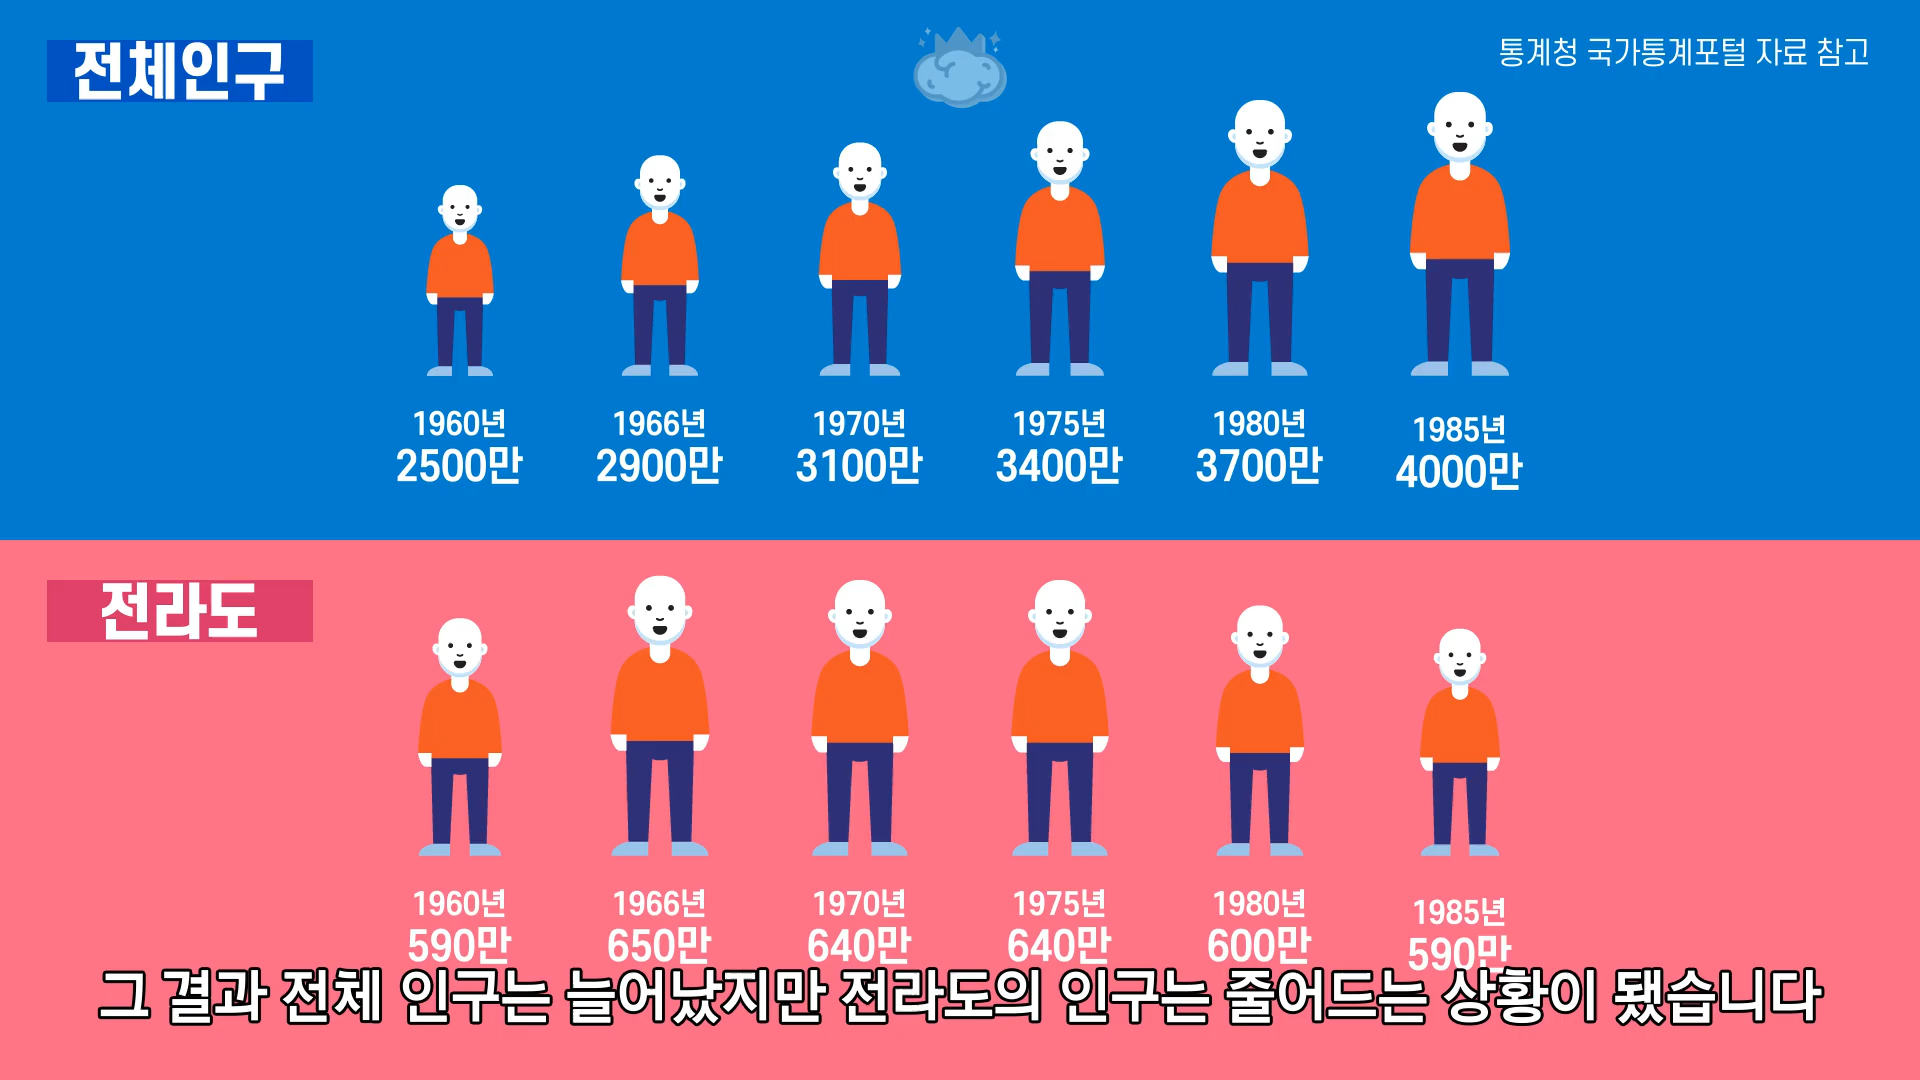 전체인구
통계청 국가통계포털 자료 참고
1960년
2500만
1966년
2900만
1970년
3100만
1975년
3400만
1980년
3700만
1985년
4000만
전라도
1960년
590만
1966년
650만
1970년
640만
1975년
640만
1980년
600만
1985년
590만
그 결과 전체 인구는 늘어났지만 전라도의 인구는 줄어드는 상황이 됐습니다